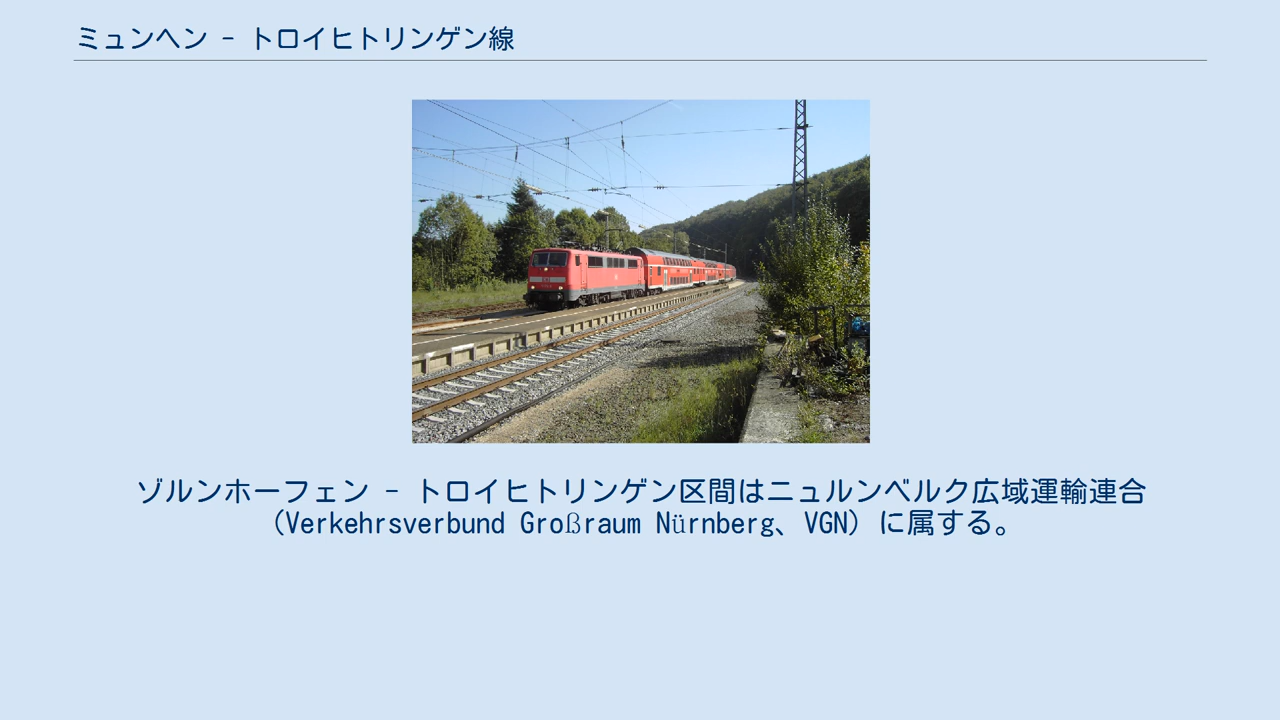 ミュンヘン - トロイヒトリンゲン線
ゾルンホーフェン - トロイヒトリンゲン区間はニュルンベルク広域運輸連合
(Verkehrsverbund Großraum Nürnberg、VGN) に属する。